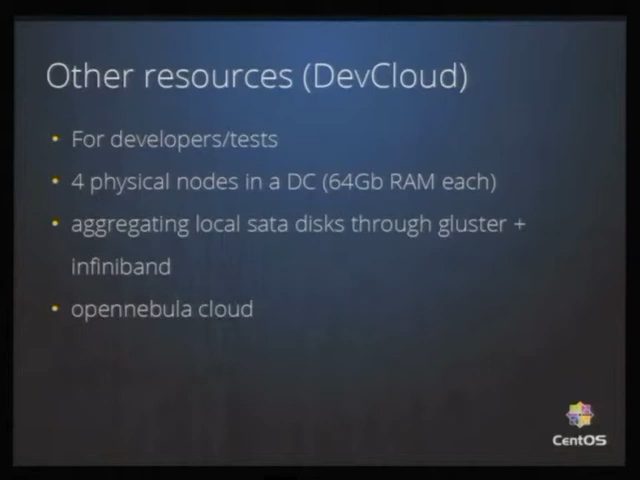 Other resources (DevCloud)
• For developers/tests
• 4 physical nodes in a DC (64Gb RAM each)
• aggregating local sata disks through gluster +
infiniband
• opennebula cloud
CentOS